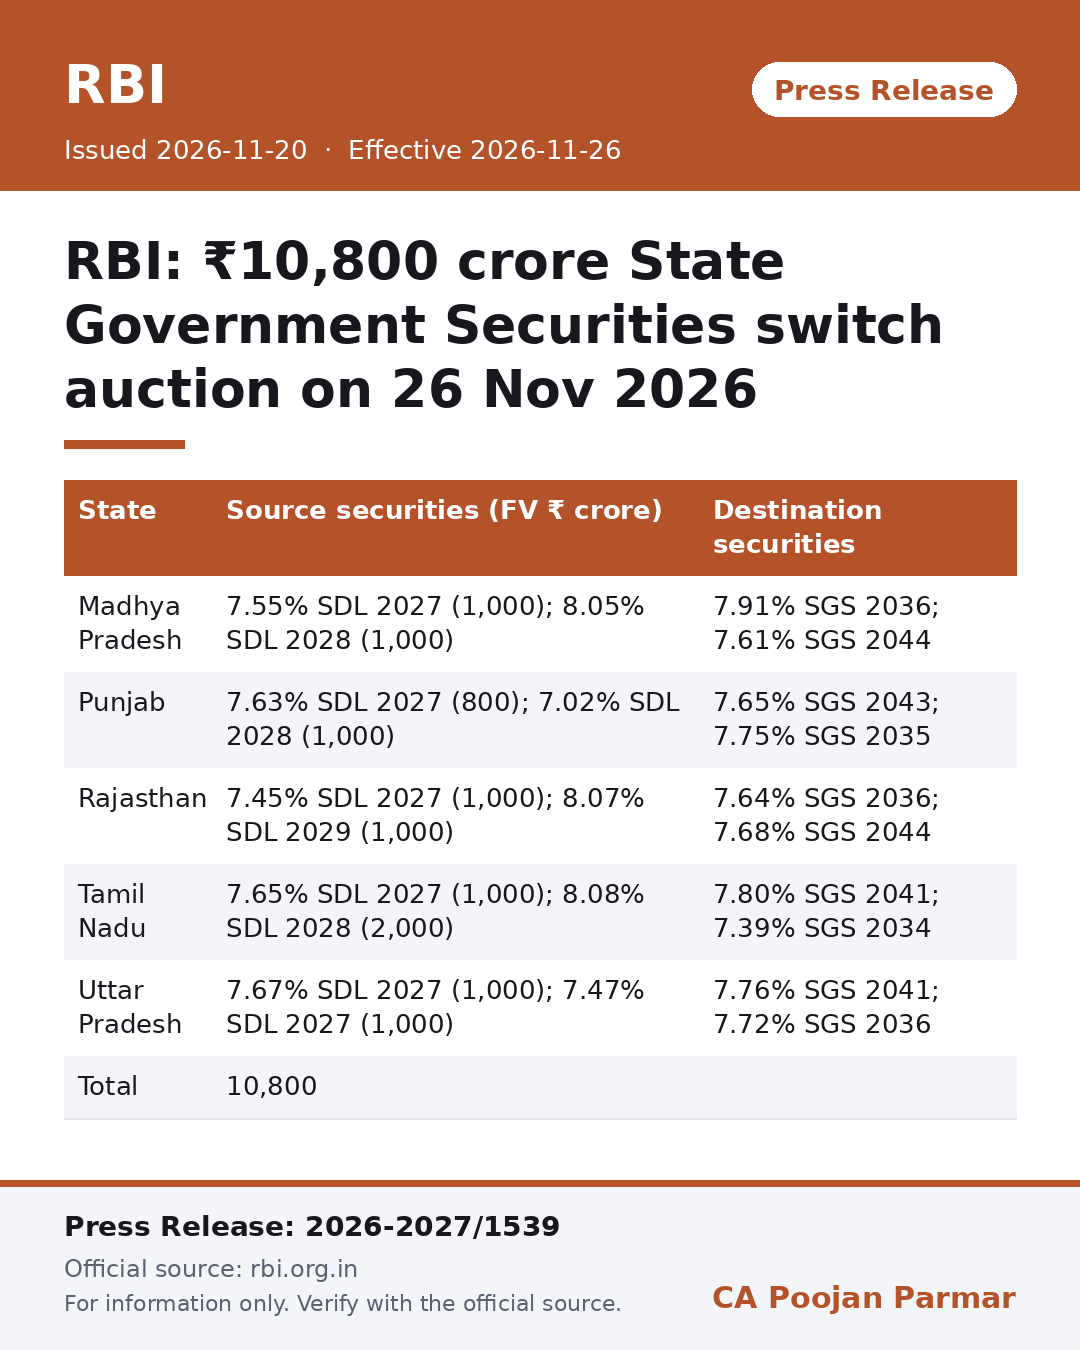 RBI
Press Release
Issued 2026-11-20 · Effective 2026-11-26
RBI: ₹10,800 crore State
Government Securities switch
auction on 26 Nov 2026
State
Source securities (FV ₹ crore)
Destination
securities
Madhya
Pradesh
7.55% SDL 2027 (1,000); 8.05%
SDL 2028 (1,000)
7.91% SGS 2036;
7.61% SGS 2044
Punjab
7.63% SDL 2027 (800); 7.02% SDL
2028 (1,000)
7.65% SGS 2043;
7.75% SGS 2035
Rajasthan
7.45% SDL 2027 (1,000); 8.07%
SDL 2029 (1,000)
7.64% SGS 2036;
7.68% SGS 2044
Tamil
Nadu
7.65% SDL 2027 (1,000); 8.08%
SDL 2028 (2,000)
7.80% SGS 2041;
7.39% SGS 2034
Uttar
Pradesh
7.67% SDL 2027 (1,000); 7.47%
SDL 2027 (1,000)
7.76% SGS 2041;
7.72% SGS 2036
Total
10,800
Press Release: 2026-2027/1539
Official source: rbi.org.in
For information only. Verify with the official source.
CA Poojan Parmar